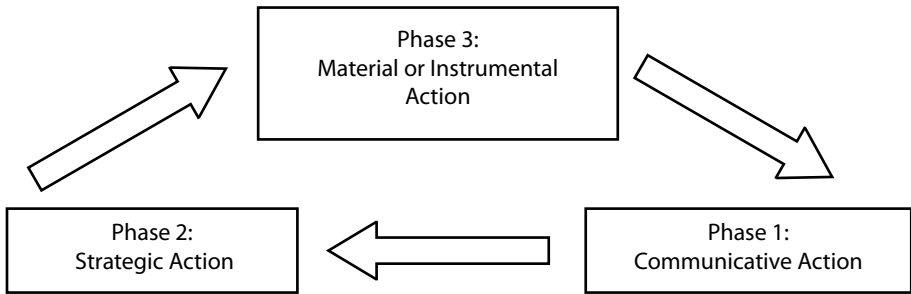 Phase 3:
Material or Instrumental
Action
Phase 2:
Strategic Action
Phase 1:
Communicative Action